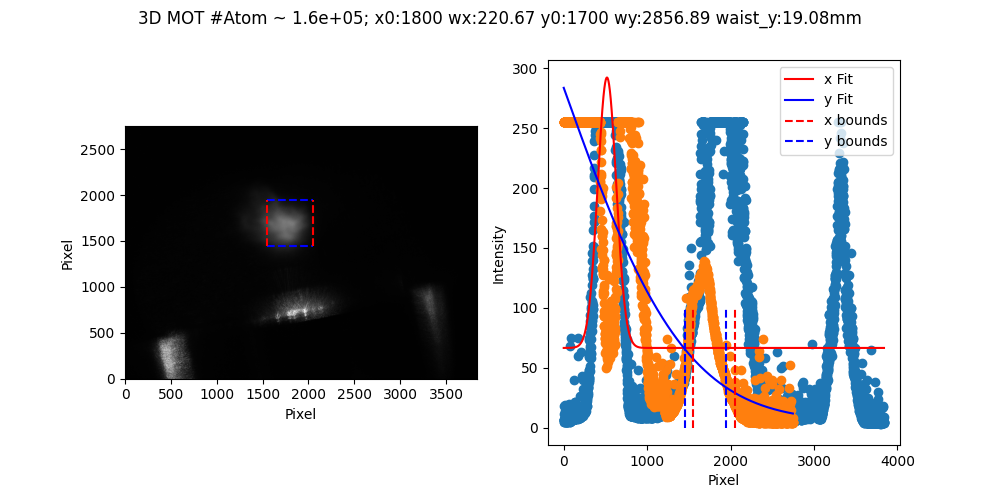 3D MOT #Atom ~ 1.6e+05; x0:1800 wx:220.67 y0:1700 wy:2856.89 waist_y:19.08mm
2500
2000
1500
1000
500
0
Pixel
0 500 1000 1500 2000 2500 3000 3500
Pixel
300
250
200
150
100
50
0
Intensity
x Fit
y Fit
x bounds
y bounds
0 1000 2000 3000 4000
Pixel